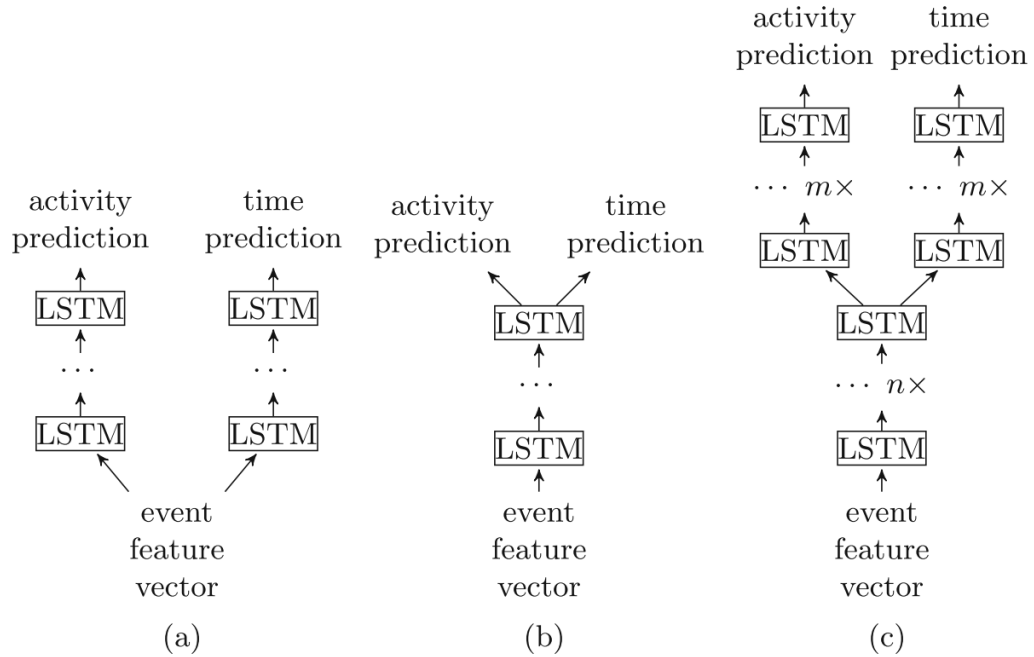 activity
prediction
time
prediction
LSTM
LSTM
···
···
LSTM
LSTM
event
feature
vector
(a)
activity
prediction
time
prediction
LSTM
···
LSTM
event
feature
vector
(b)
activity
prediction
time
prediction
LSTM
LSTM
··· m×
··· m×
LSTM
LSTM
LSTM
··· n×
LSTM
event
feature
vector
(c)